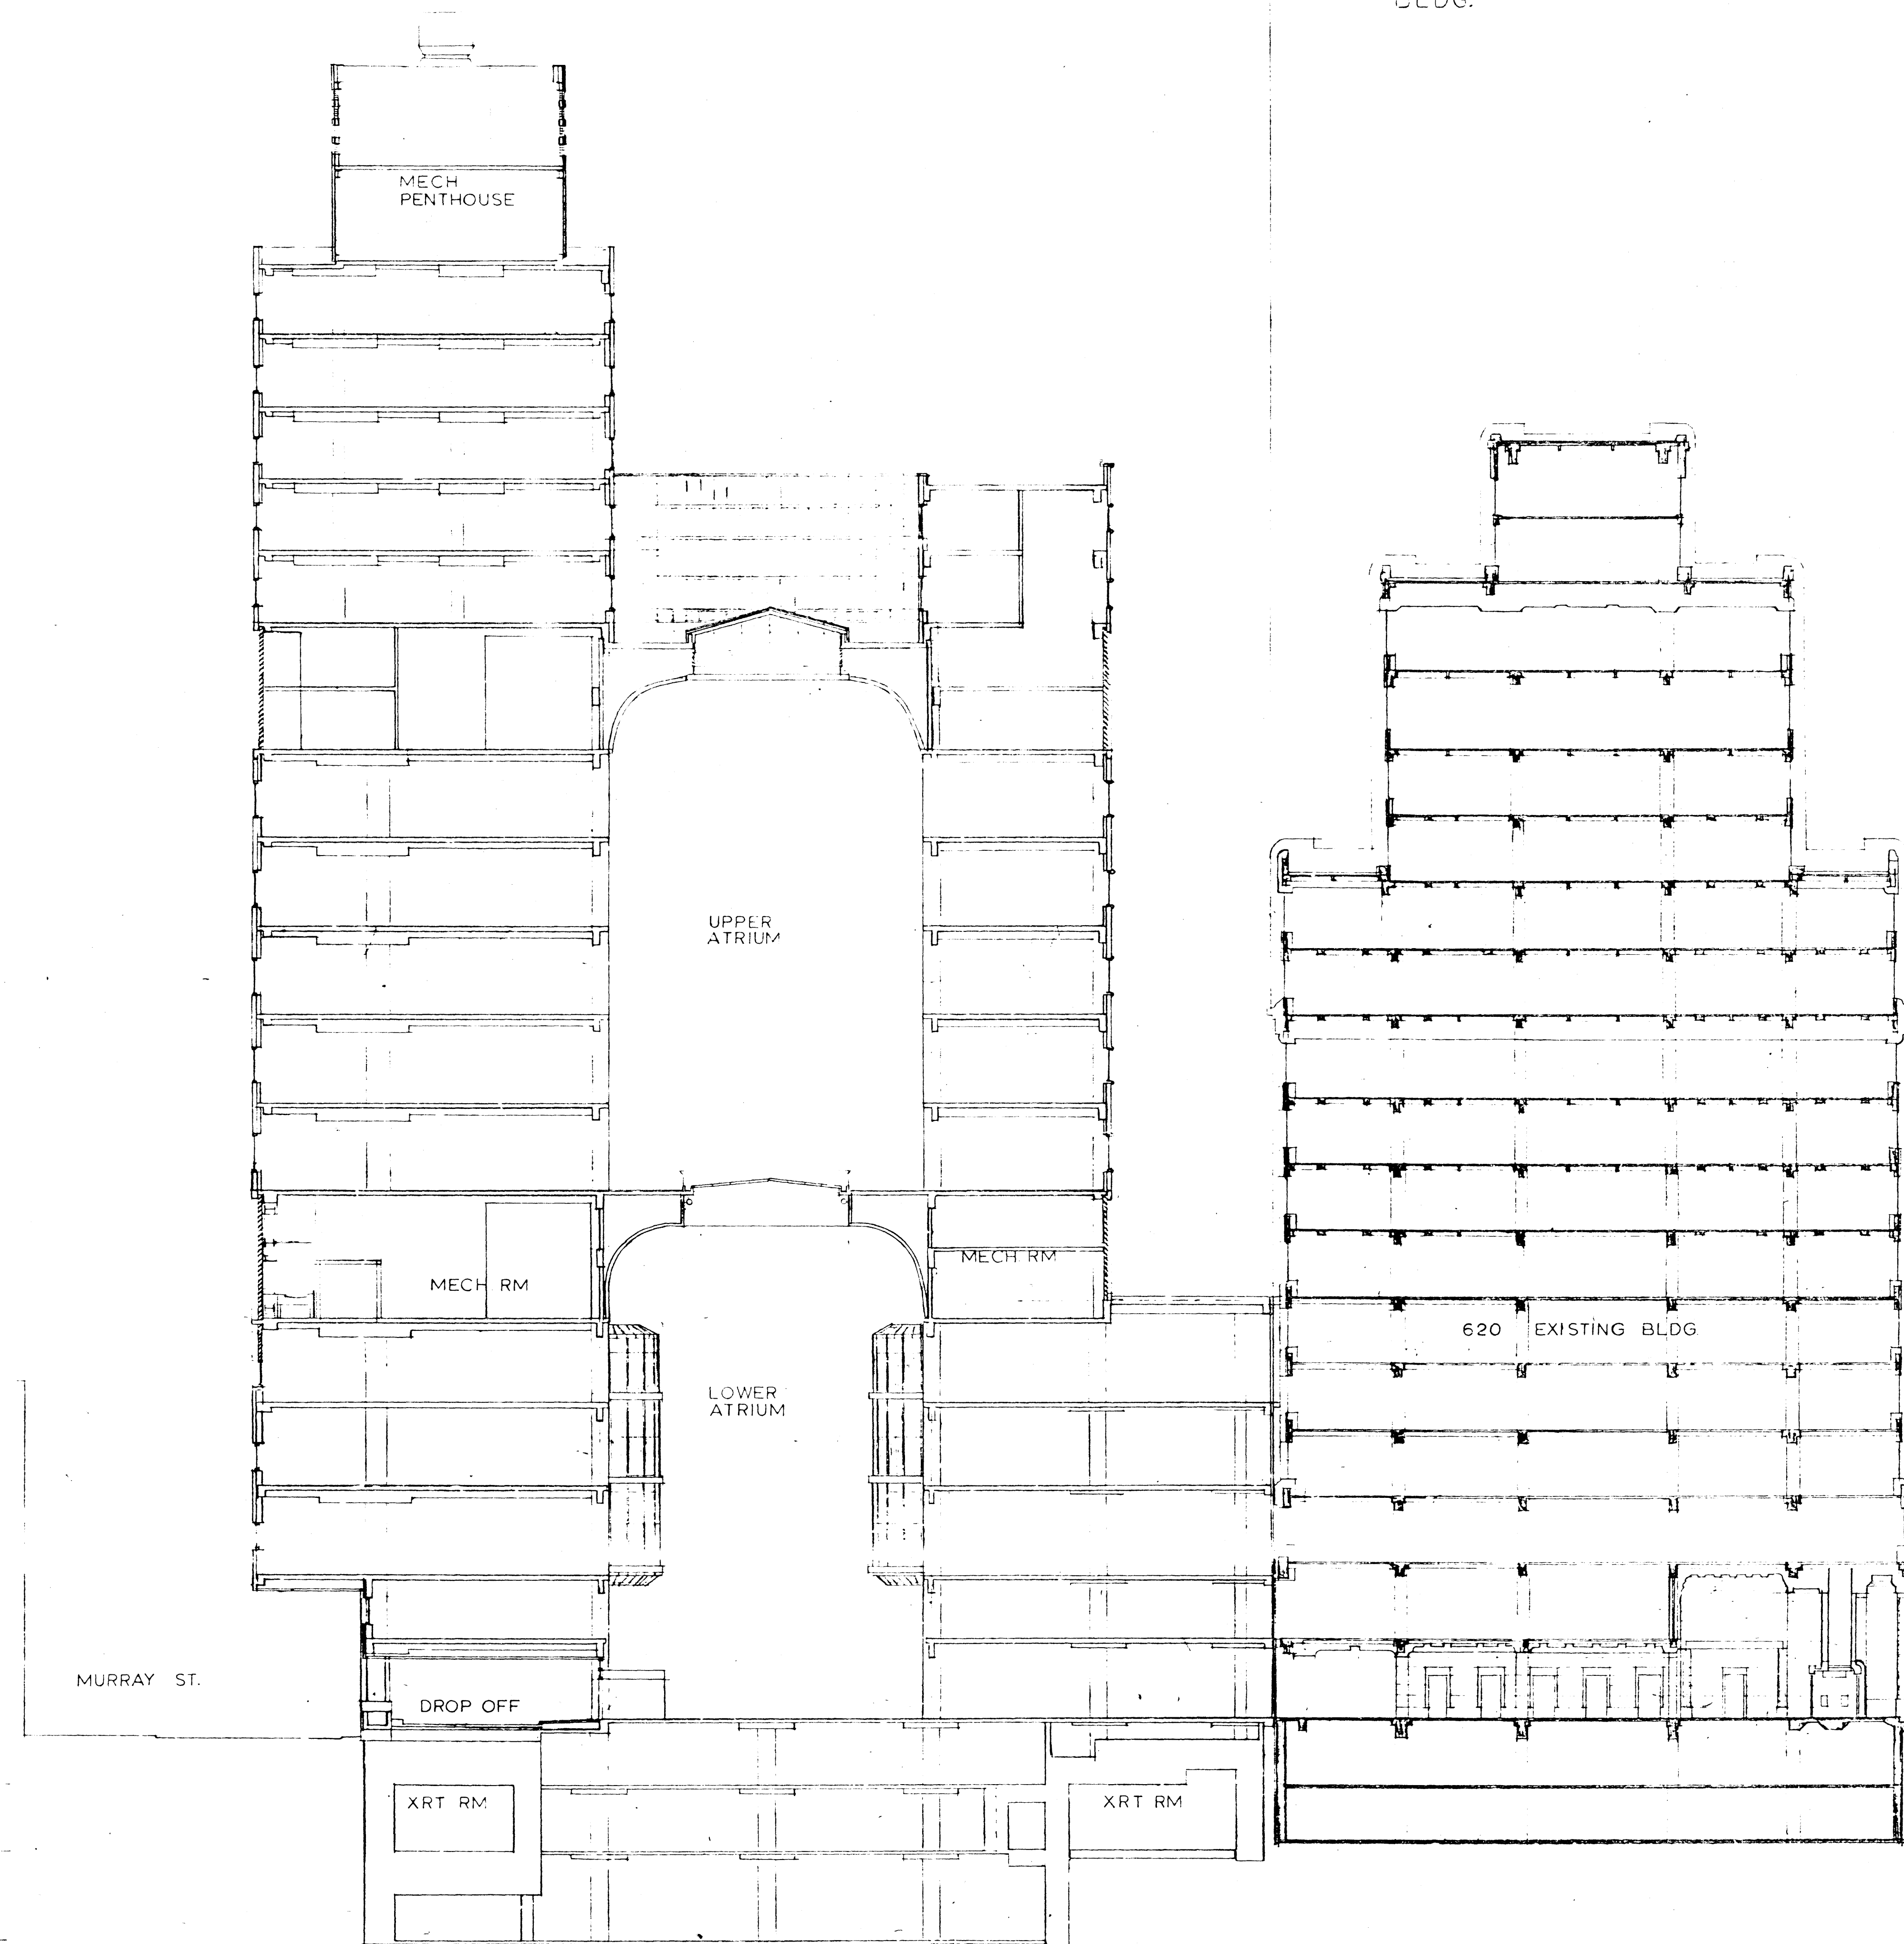 BLDG.
MECH
PENTHOUSE
UPPER
ATRIUM
MECH RM
MECH RM
620 EXISTING BLDG.
LOWER
ATRIUM
MURRAY ST.
DROP OFF
XRT RM
XRT RM